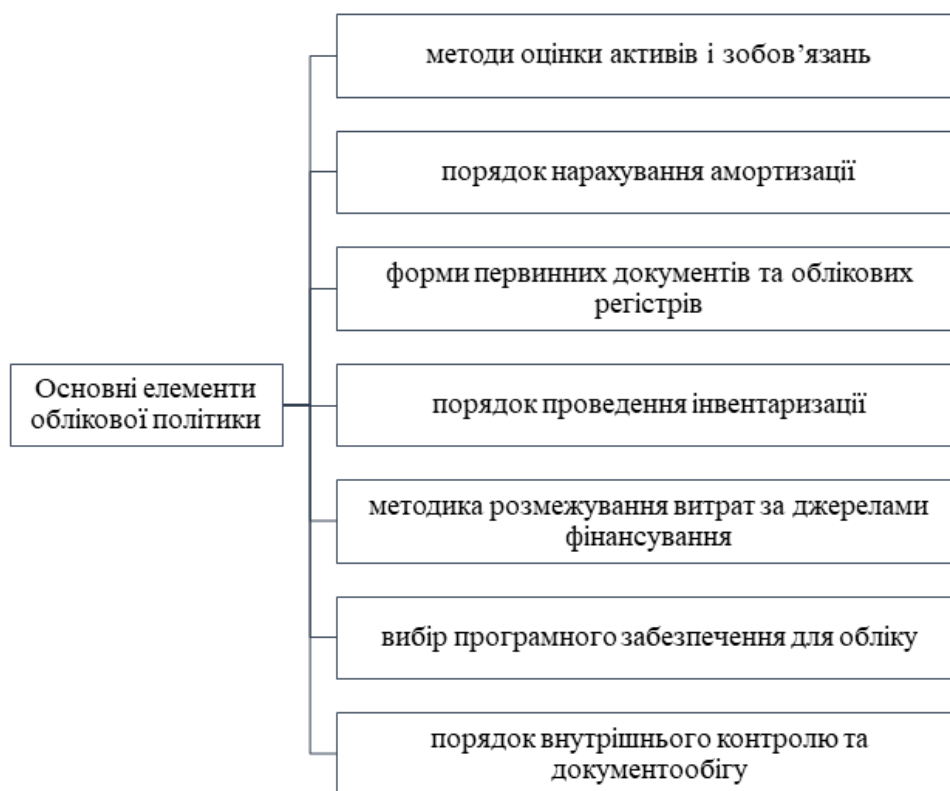 методи оцінки активів і зобов’язань
порядок нарахування амортизації
форми первинних документів та облікових
регістрів
Основні елементи
облікової політики
порядок проведення інвентаризації
методика розмежування витрат за джерелами
фінансування
вибір програмного забезпечення для обліку
порядок внутрішнього контролю та
документообігу